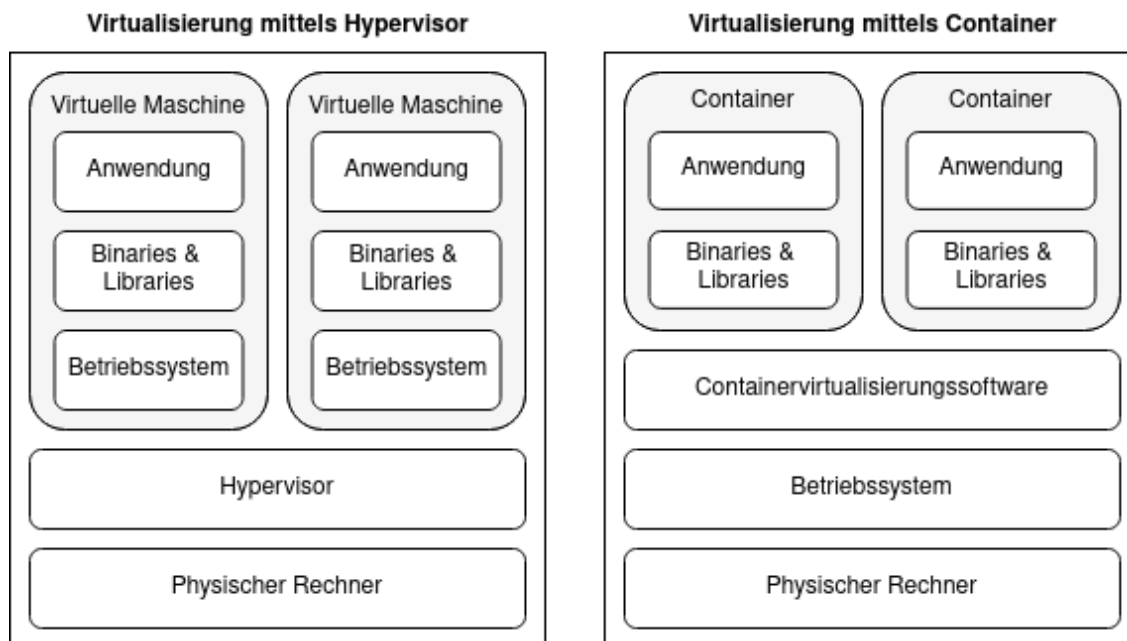 Virtualisierung mittels Hypervisor
Virtuelle Maschine
Anwendung
Binaries &
Libraries
Betriebssystem
Virtuelle Maschine
Anwendung
Binaries &
Libraries
Betriebssystem
Hypervisor
Physischer Rechner
Virtualisierung mittels Container
Container
Anwendung
Binaries &
Libraries
Container
Anwendung
Binaries &
Libraries
Containervirtualisierungssoftware
Betriebssystem
Physischer Rechner